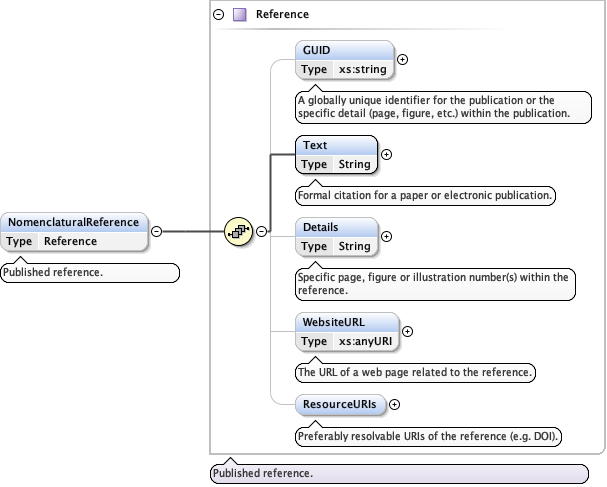 Reference
GUID
Type xs:string
A globally unique identifier for the publication or the
specific detail (page, figure, etc.) within the publication.
Text
Type String
Formal citation for a paper or electronic publication.
NomenclaturalReference
Type Reference
Published reference.
Details
Type String
Specific page, figure or illustration number(s) within the
reference.
WebsiteURL
Type xs:anyURI
The URL of a web page related to the reference.
ResourceURIs
Preferably resolvable URIs of the reference (e.g. DOI).
Published reference.